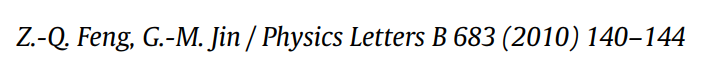 Z.-Q. Feng, G.-M. Jin / Physics Letters B 683 (2010) 140–144